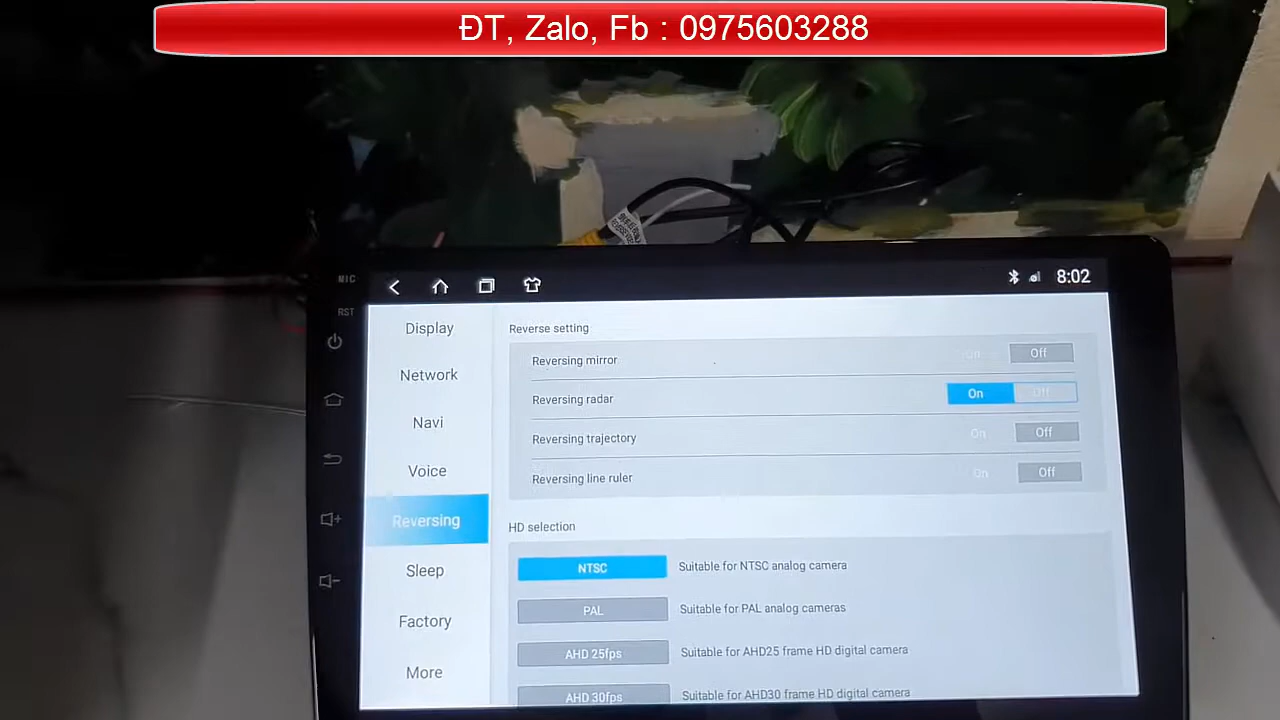 ĐT, Zalo, Fb : 0975603288
MIC
RST
8:02
Display
Network
Navi
Voice
Reversing
Sleep
Factory
More
Reverse setting
Reversing mirror
On Off
Reversing radar
On Off
Reversing trajectory
On Off
Reversing line ruler
On Off
HD selection
NTSC Suitable for NTSC analog camera
PAL Suitable for PAL analog cameras
AHD 25fps Suitable for AHD25 frame HD digital camera
AHD 30fps Suitable for AHD30 frame HD digital camera